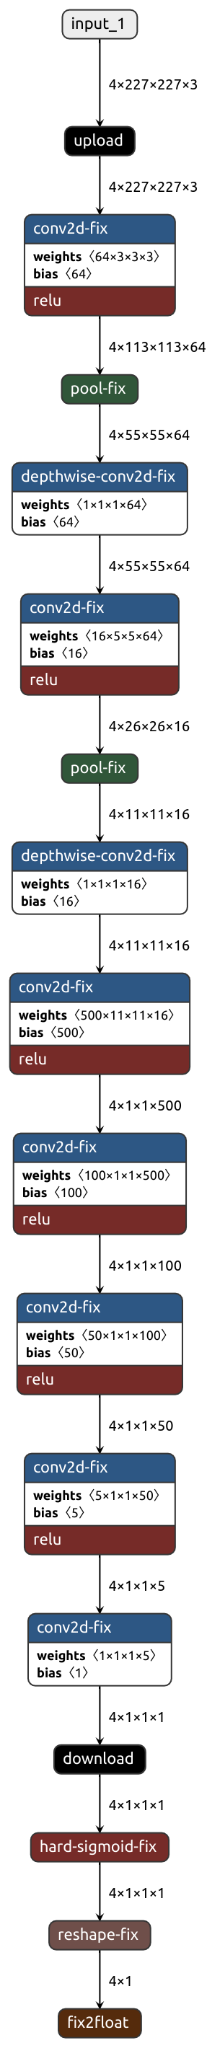 input_1
4×227×227×3
upload
4×227×227×3
conv2d-fix
weights 〈64×3×3×3〉
bias 〈64〉
relu
4×113×113×64
pool-fix
4×55×55×64
depthwise-conv2d-fix
weights 〈1×1×1×64〉
bias 〈64〉
4×55×55×64
conv2d-fix
weights 〈16×5×5×64〉
bias 〈16〉
relu
4×26×26×16
pool-fix
4×11×11×16
depthwise-conv2d-fix
weights 〈1×1×1×16〉
bias 〈16〉
4×11×11×16
conv2d-fix
weights 〈500×11×11×16〉
bias 〈500〉
relu
4×1×1×500
conv2d-fix
weights 〈100×1×1×500〉
bias 〈100〉
relu
4×1×1×100
conv2d-fix
weights 〈50×1×1×100〉
bias 〈50〉
relu
4×1×1×50
conv2d-fix
weights 〈5×1×1×50〉
bias 〈5〉
relu
4×1×1×5
conv2d-fix
weights 〈1×1×1×5〉
bias 〈1〉
4×1×1×1
download
4×1×1×1
hard-sigmoid-fix
4×1×1×1
reshape-fix
4×1
fix2float